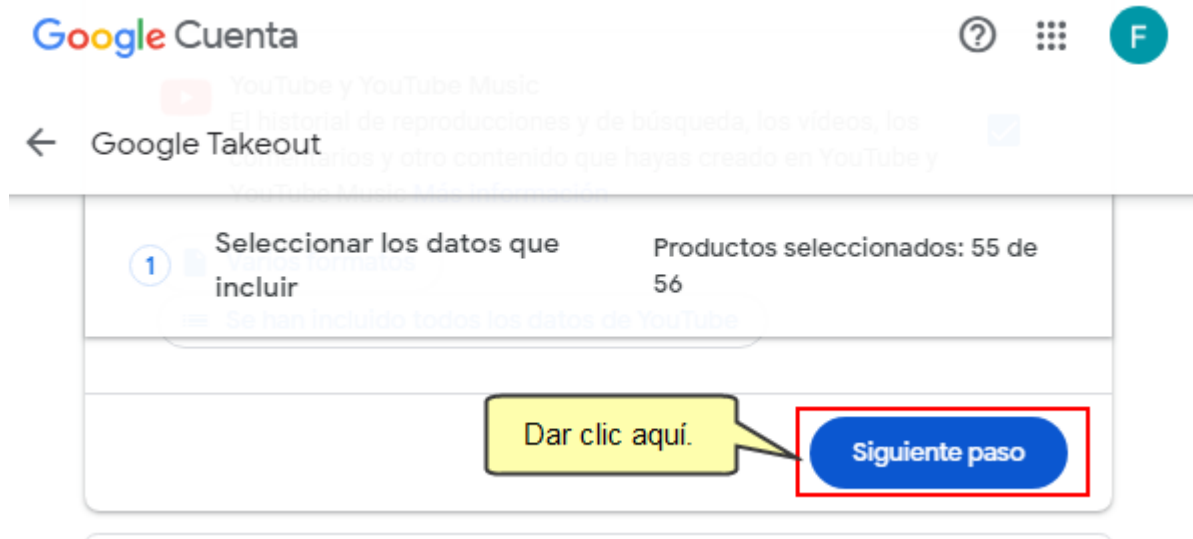 Google Cuenta
F
YouTube y YouTube Music
El historial de reproducciones y de búsqueda, los vídeos, los
Google Takeout
comentarios y otro contenido que hayas creado en YouTube y
YouTube Music Más información
1
Seleccionar los datos que
incluir
Productos seleccionados: 55 de
56
Varios formatos
Se han incluido todos los datos de YouTube
Dar clic aquí.
Siguiente paso